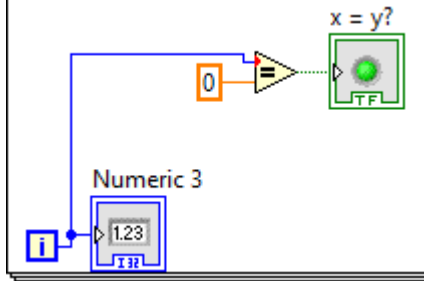 x = y?
=
0
TF
Numeric 3
1.23
i
I32